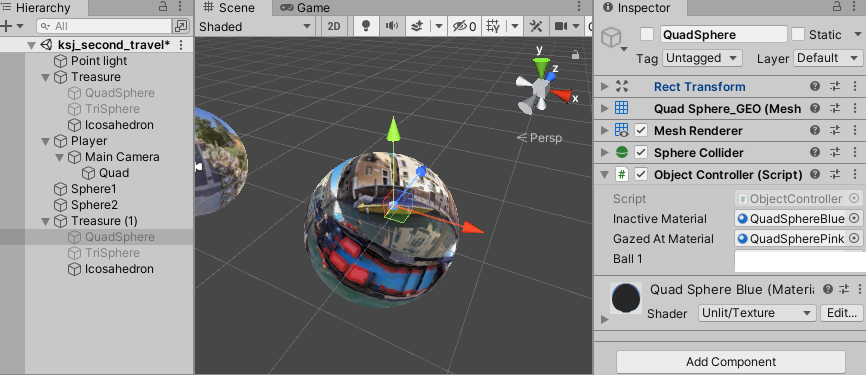 Hierarchy
All
ksj_second_travel*
Point light
Treasure
QuadSphere
TriSphere
Icosahedron
Player
Main Camera
Quad
Sphere1
Sphere2
Treasure (1)
QuadSphere
TriSphere
Icosahedron
Scene
Game
Shaded
2D
0
y
z
x
Persp
Inspector
QuadSphere
Static
Tag Untagged Layer Default
Rect Transform
Quad Sphere_GEO (Mesh
Mesh Renderer
Sphere Collider
Object Controller (Script)
Script ObjectController
Inactive Material QuadSphereBlue
Gazed At Material QuadSpherePink
Ball 1
Quad Sphere Blue (Materi
Shader Unlit/Texture Edit...
Add Component